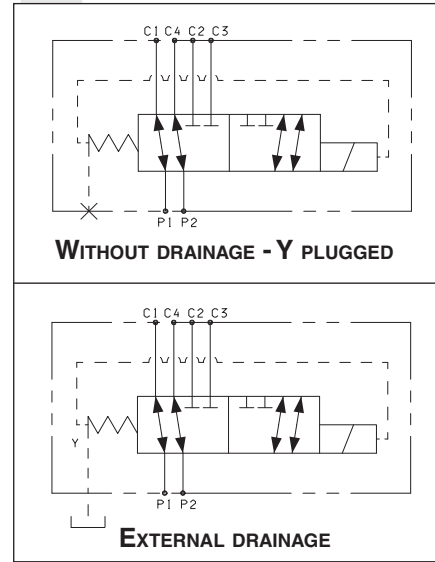 C1 C4 C2 C3
P1 P2
WITHOUT DRAINAGE - Y PLUGGED
C1 C4 C2 C3
Y
P1 P2
EXTERNAL DRAINAGE